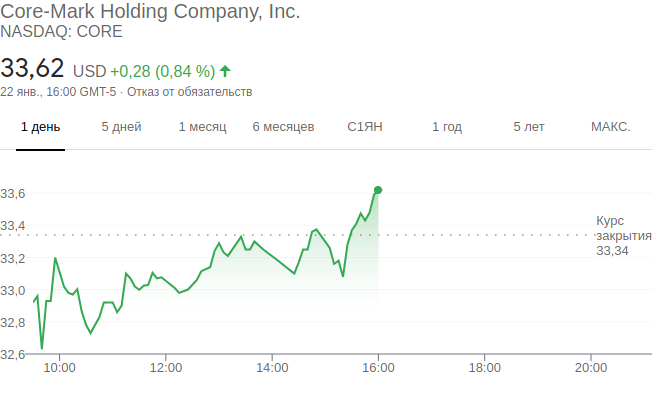 Core-Mark Holding Company, Inc.
NASDAQ: CORE
33,62 USD +0,28 (0,84 %)
22 янв., 16:00 GMT-5 · Отказ от обязательств
1 день 5 дней 1 месяц 6 месяцев С1ЯН 1 год 5 лет МАКС.
33,6
33,4
33,2
33,0
32,8
32,6
Курс
закрытия
33,34
10:00 12:00 14:00 16:00 18:00 20:00